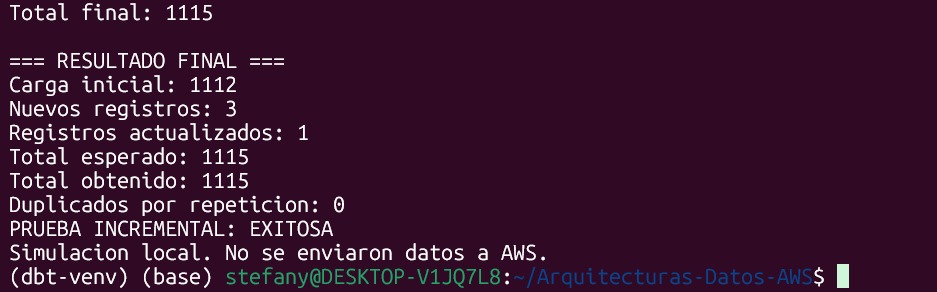 Total final: 1115
=== RESULTADO FINAL ===
Carga inicial: 1112
Nuevos registros: 3
Registros actualizados: 1
Total esperado: 1115
Total obtenido: 1115
Duplicados por repeticion: 0
PRUEBA INCREMENTAL: EXITOSA
Simulacion local. No se enviaron datos a AWS.
(dbt-venv) (base) stefany@DESKTOP-V1JQ7L8:~/Arquitecturas-Datos-AWS$